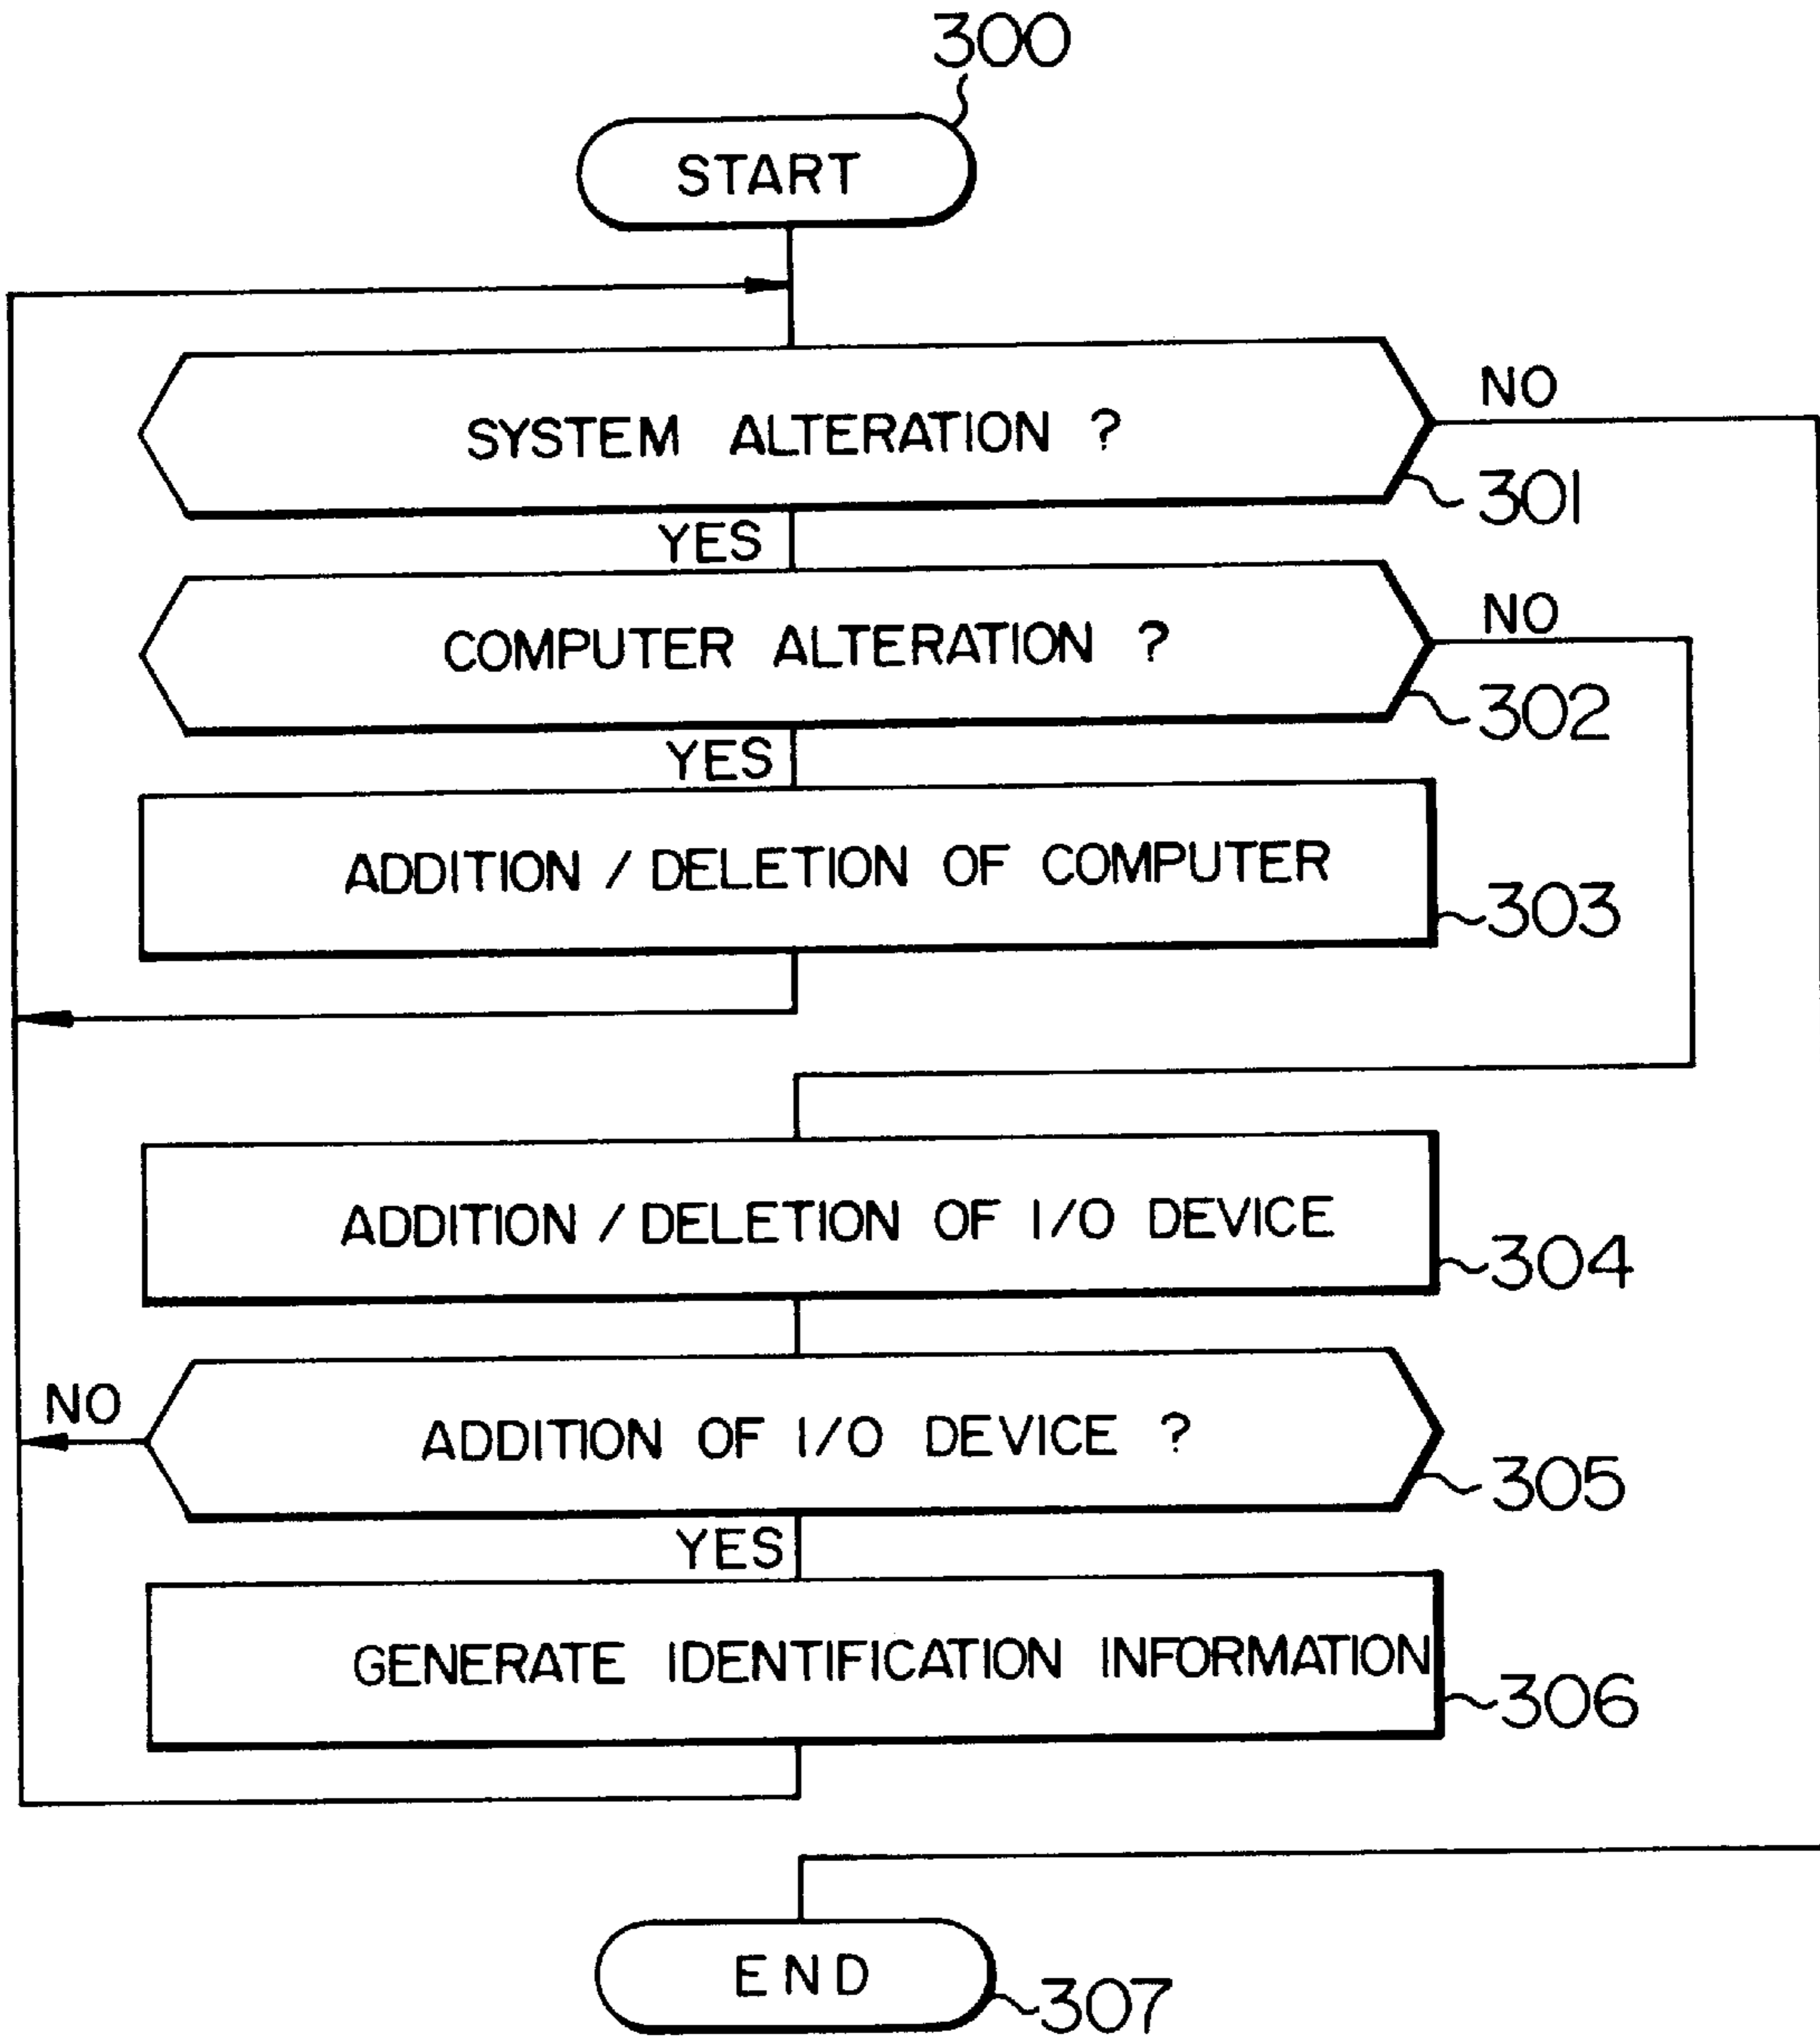 300
START
SYSTEM ALTERATION ?
NO
301
YES
COMPUTER ALTERATION ?
NO
302
YES
ADDITION / DELETION OF COMPUTER
303
ADDITION / DELETION OF I/O DEVICE
304
NO
ADDITION OF I/O DEVICE ?
305
YES
GENERATE IDENTIFICATION INFORMATION
306
END
307